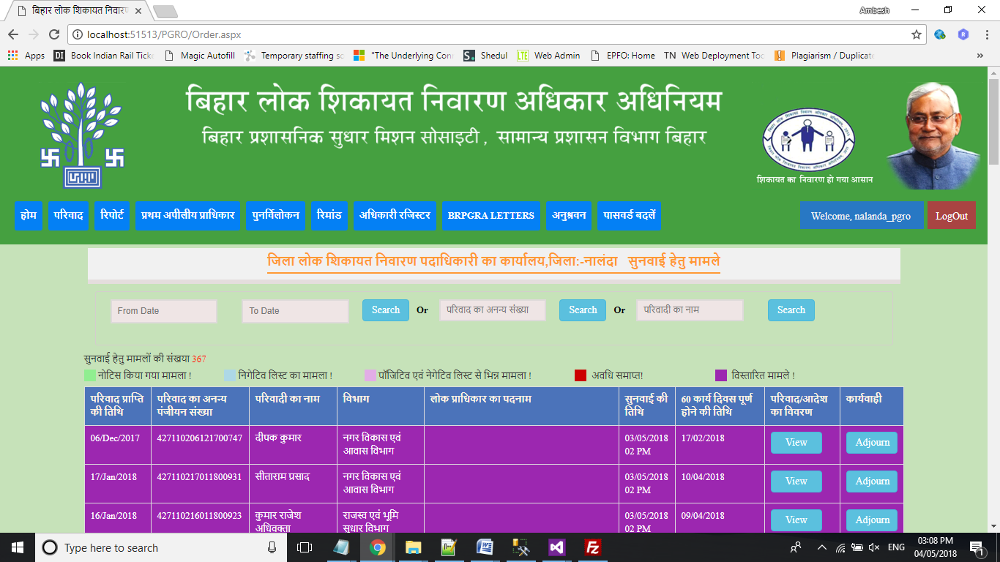 बिहार लोक शिकायत निवारण
Ambesh
localhost:51513/PGRO/Order.aspx
Apps Book Indian Rail Ticke Magic Autofill Temporary staffing sc "The Underlying Conn Shedul Web Admin EPFO: Home TN Web Deployment Too Plagiarism / Duplicate »
बिहार लोक शिकायत निवारण अधिकार अधिनियम
बिहार प्रशासनिक सुधार मिशन सोसाइटी , सामान्य प्रशासन विभाग बिहार
शिकायत का निवारण हो गया आसान
होम परिवाद रिपोर्ट प्रथम अपीलीय प्राधिकार पुनर्विलोकन रिमांड अधिकारी रजिस्टर BRPGRA LETTERS अनुश्रवन पासवर्ड बदलें Welcome, nalanda_pgro LogOut
जिला लोक शिकायत निवारण पदाधिकारी का कार्यालय,जिला:-नालंदा सुनवाई हेतु मामले
From Date To Date Search Or परिवाद का अनन्य संख्या Search Or परिवादी का नाम Search
सुनवाई हेतु मामलों की संखया 367
नोटिस किया गया मामला ! निगेटिव लिस्ट का मामला ! पॉजिटिव एवं नेगेटिव लिस्ट से भिन्न मामला ! अवधि समाप्त! विस्तारित मामले !
परिवाद प्राप्ति की तिथि परिवाद का अनन्य पंजीयन संख्या परिवादी का नाम विभाग लोक प्राधिकार का पदनाम सुनवाई की तिथि 60 कार्य दिवस पूर्ण होने की तिथि परिवाद/आदेश का विवरण कार्यवाही
06/Dec/2017 427110206121700747 दीपक कुमार नगर विकास एवं आवास विभाग 03/05/2018 02 PM 17/02/2018 View Adjourn
17/Jan/2018 427110217011800931 सीताराम प्रसाद नगर विकास एवं आवास विभाग 03/05/2018 02 PM 10/04/2018 View Adjourn
16/Jan/2018 427110216011800923 कुमार राजेश अधिवक्ता राजस्व एवं भूमि सुधार विभाग 03/05/2018 02 PM 09/04/2018 View Adjourn
Type here to search ENG 03:08 PM
04/05/2018 1